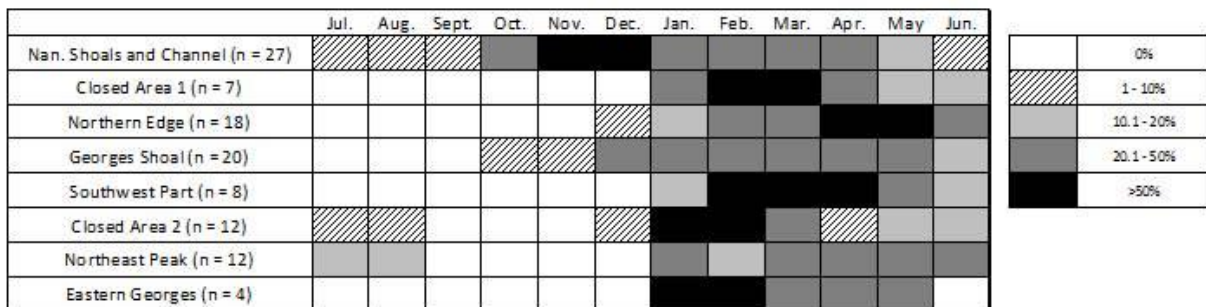 Jul. Aug. Sept. Oct. Nov. Dec. Jan. Feb. Mar. Apr. May Jun.
Nan. Shoals and Channel (n = 27)
Closed Area 1 (n = 7)
Northern Edge (n = 18)
Georges Shoal (n = 20)
Southwest Part (n = 8)
Closed Area 2 (n = 12)
Northeast Peak (n = 12)
Eastern Georges (n = 4)
0%
1 - 10%
10.1 - 20%
20.1 - 50%
>50%